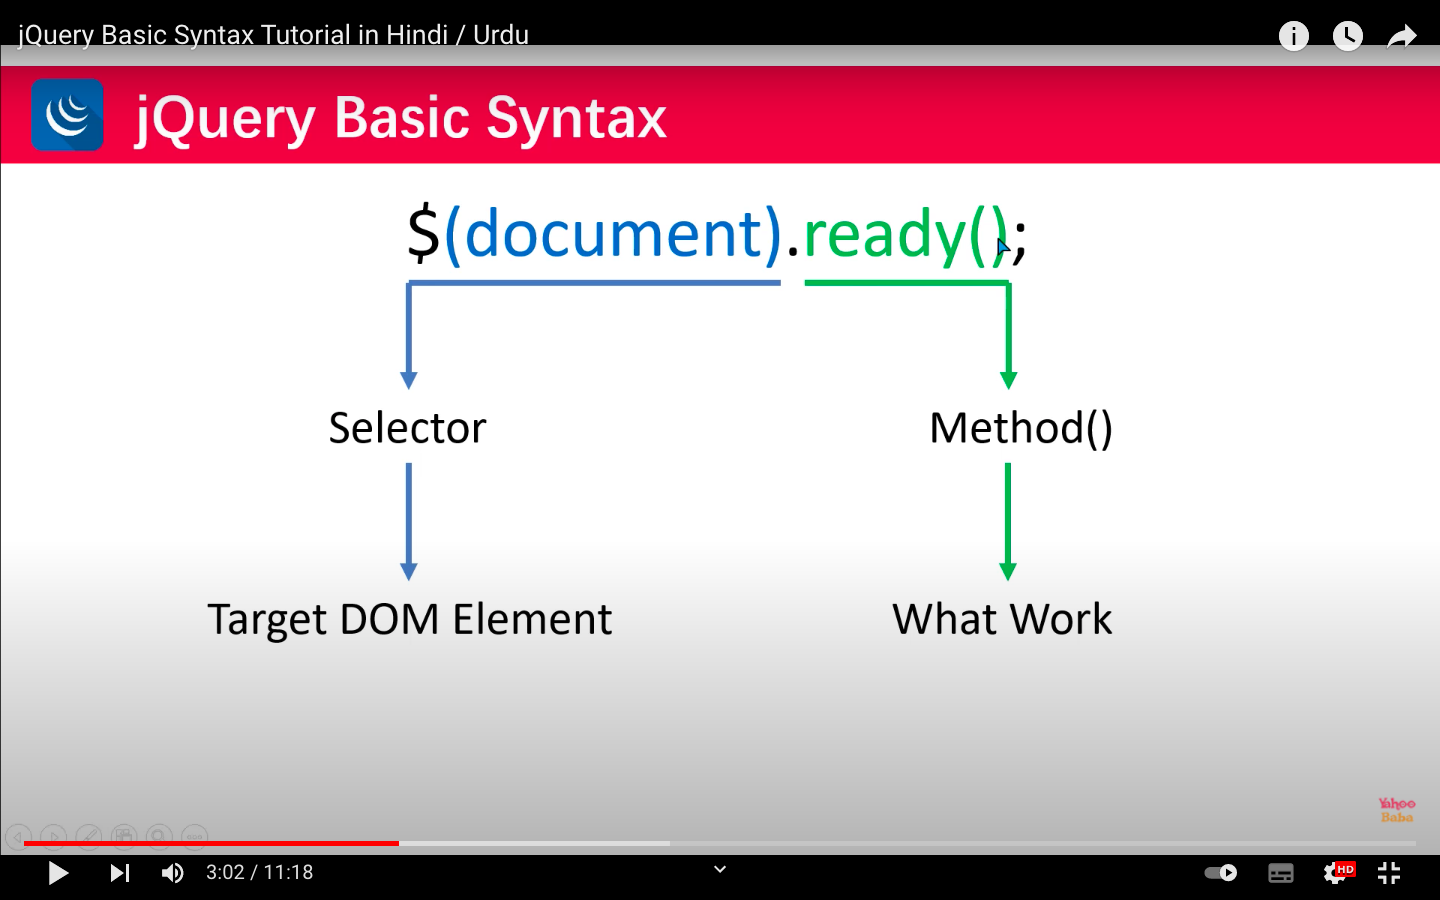 jQuery Basic Syntax Tutorial in Hindi / Urdu
jQuery Basic Syntax
$(document).ready();
Selector
Method()
Target DOM Element
What Work
Yahoo
Baba
3:02 / 11:18
HD